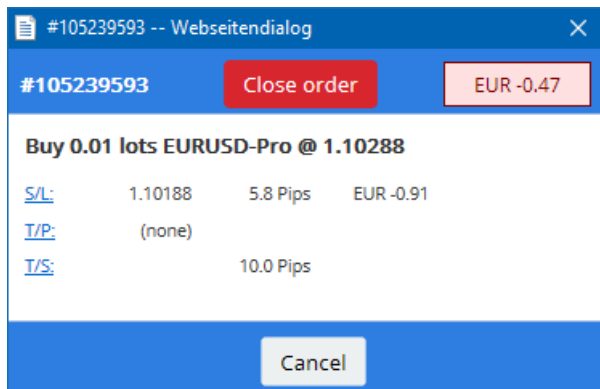 #105239593 -- Webseitendialog
#105239593 Close order EUR -0.47
Buy 0.01 lots EURUSD-Pro @ 1.10288
S/L: 1.10188 5.8 Pips EUR -0.91
T/P: (none)
T/S: 10.0 Pips
Cancel